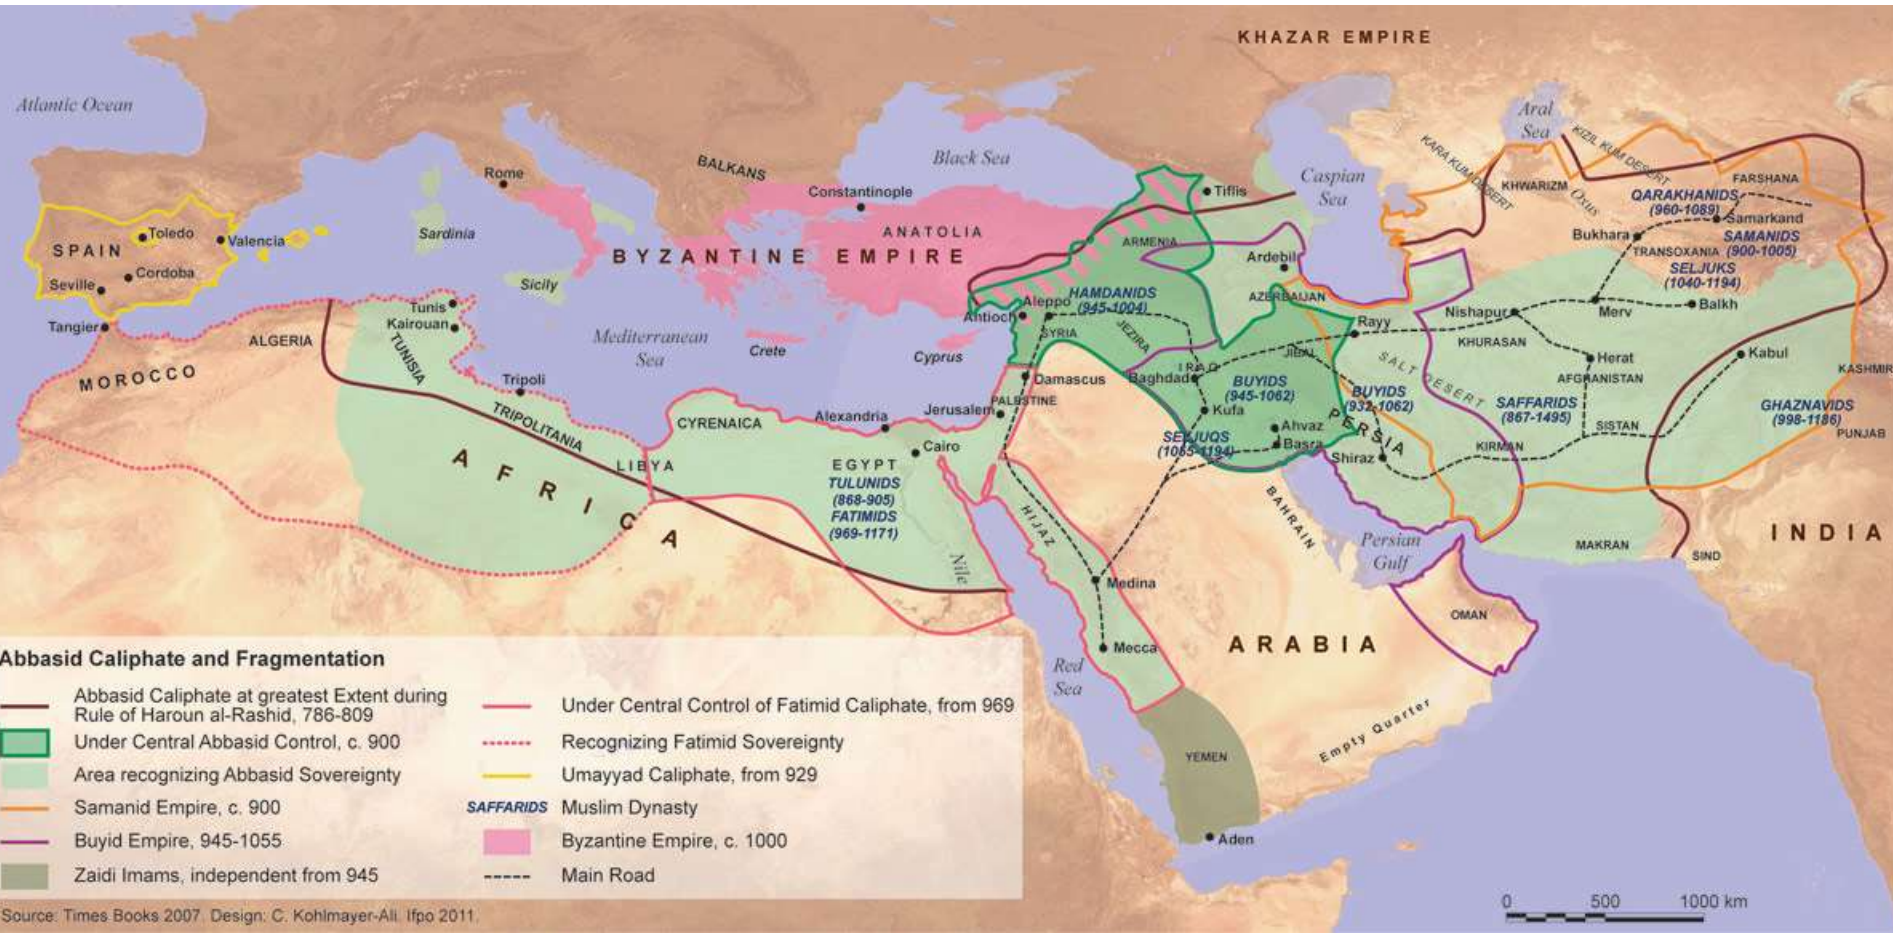 KHAZAR EMPIRE
Atlantic Ocean
Aral
Sea
KIZIL KUM DESERT
KARA KUM DESERT
Black Sea
BALKANS
Rome
Caspian
Sea
FARSHANA
KHWARIZM
Oxus
QARAKHANIDS
(960-1089)
Samarkand
Constantinople
Tiflis
Toledo
Valencia
SPAIN
Sardinia
ANATOLIA
ARMENIA
Bukhara
TRANSOXANIA
SAMANIDS
(900-1005)
SELJUKS
(1040-1194)
BYZANTINE EMPIRE
Ardebil
Cordoba
Seville
Sicily
AZERBAIJAN
HAMDANIDS
(945-1004)
Aleppo
Antioch
Tunis
Kairouan
Tangier
Nishapur
Merv
Balkh
Rayy
SYRIA
JEZIRA
ALGERIA
TUNISIA
Mediterranean
Sea
Crete
Cyprus
JIBAL
KHURASAN
SALT DESERT
Herat
Kabul
KASHMIR
MOROCCO
Tripoli
Damascus
IRAQ
Baghdad
BUYIDS
(945-1062)
BUYIDS
(932-1062)
AFGHANISTAN
SAFFARIDS
(867-1495)
GHAZNAVIDS
(998-1186)
PALESTINE
Jerusalem
Alexandria
CYRENAICA
TRIPOLITANIA
Kufa
PERSIA
Ahvaz
Basra
SELJUQS
(1065-1194)
Shiraz
KIRMAN
SISTAN
PUNJAB
Cairo
LIBYA
EGYPT
TULUNIDS
(868-905)
FATIMIDS
(969-1171)
AFRICA
Nile
HIJAZ
BAHRAIN
Persian
Gulf
MAKRAN
SIND
INDIA
Medina
OMAN
Mecca
ARABIA
Red
Sea
Empty Quarter
YEMEN
Aden
Abbasid Caliphate and Fragmentation
Abbasid Caliphate at greatest Extent during
Rule of Haroun al-Rashid, 786-809
Under Central Abbasid Control, c. 900
Area recognizing Abbasid Sovereignty
Samanid Empire, c. 900
Buyid Empire, 945-1055
Zaidi Imams, independent from 945
Under Central Control of Fatimid Caliphate, from 969
Recognizing Fatimid Sovereignty
Umayyad Caliphate, from 929
SAFFARIDS Muslim Dynasty
Byzantine Empire, c. 1000
Main Road
Source: Times Books 2007. Design: C. Kohlmayer-Ali. Ifpo 2011.
0 500 1000 km